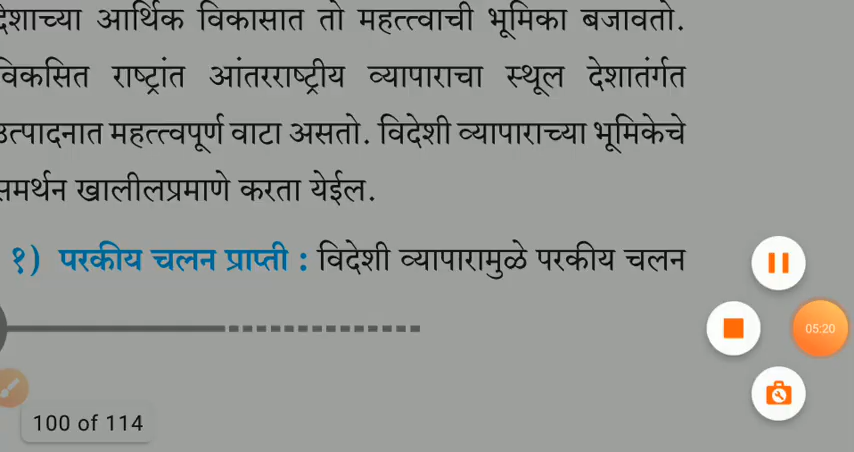 देशाच्या आर्थिक विकासात तो महत्त्वाची भूमिका बजावतो.
विकसित राष्ट्रांत आंतरराष्ट्रीय व्यापाराचा स्थूल देशातंर्गत
उत्पादनात महत्त्वपूर्ण वाटा असतो. विदेशी व्यापाराच्या भूमिकेचे
समर्थन खालीलप्रमाणे करता येईल.
१) परकीय चलन प्राप्ती : विदेशी व्यापारामुळे परकीय चलन
05:20
100 of 114